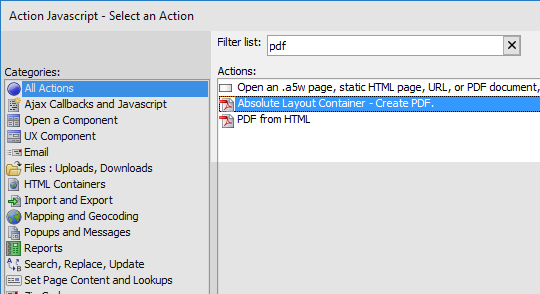 Action Javascript - Select an Action
Filter list: pdf
Categories:
All Actions
Ajax Callbacks and Javascript
Open a Component
UX Component
Email
Files : Uploads, Downloads
HTML Containers
Import and Export
Mapping and Geocoding
Popups and Messages
Reports
Search, Replace, Update
Set Page Content and Lookups
Actions:
Open an .a5w page, static HTML page, URL, or PDF document,
Absolute Layout Container - Create PDF.
PDF from HTML